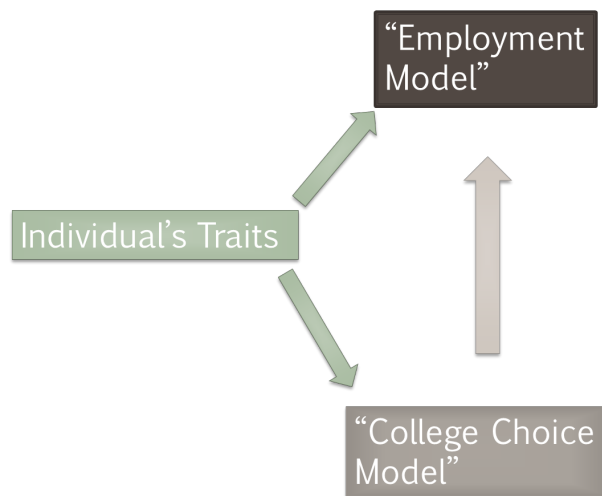 “Employment
Model”
Individual’s Traits
“College Choice
Model”